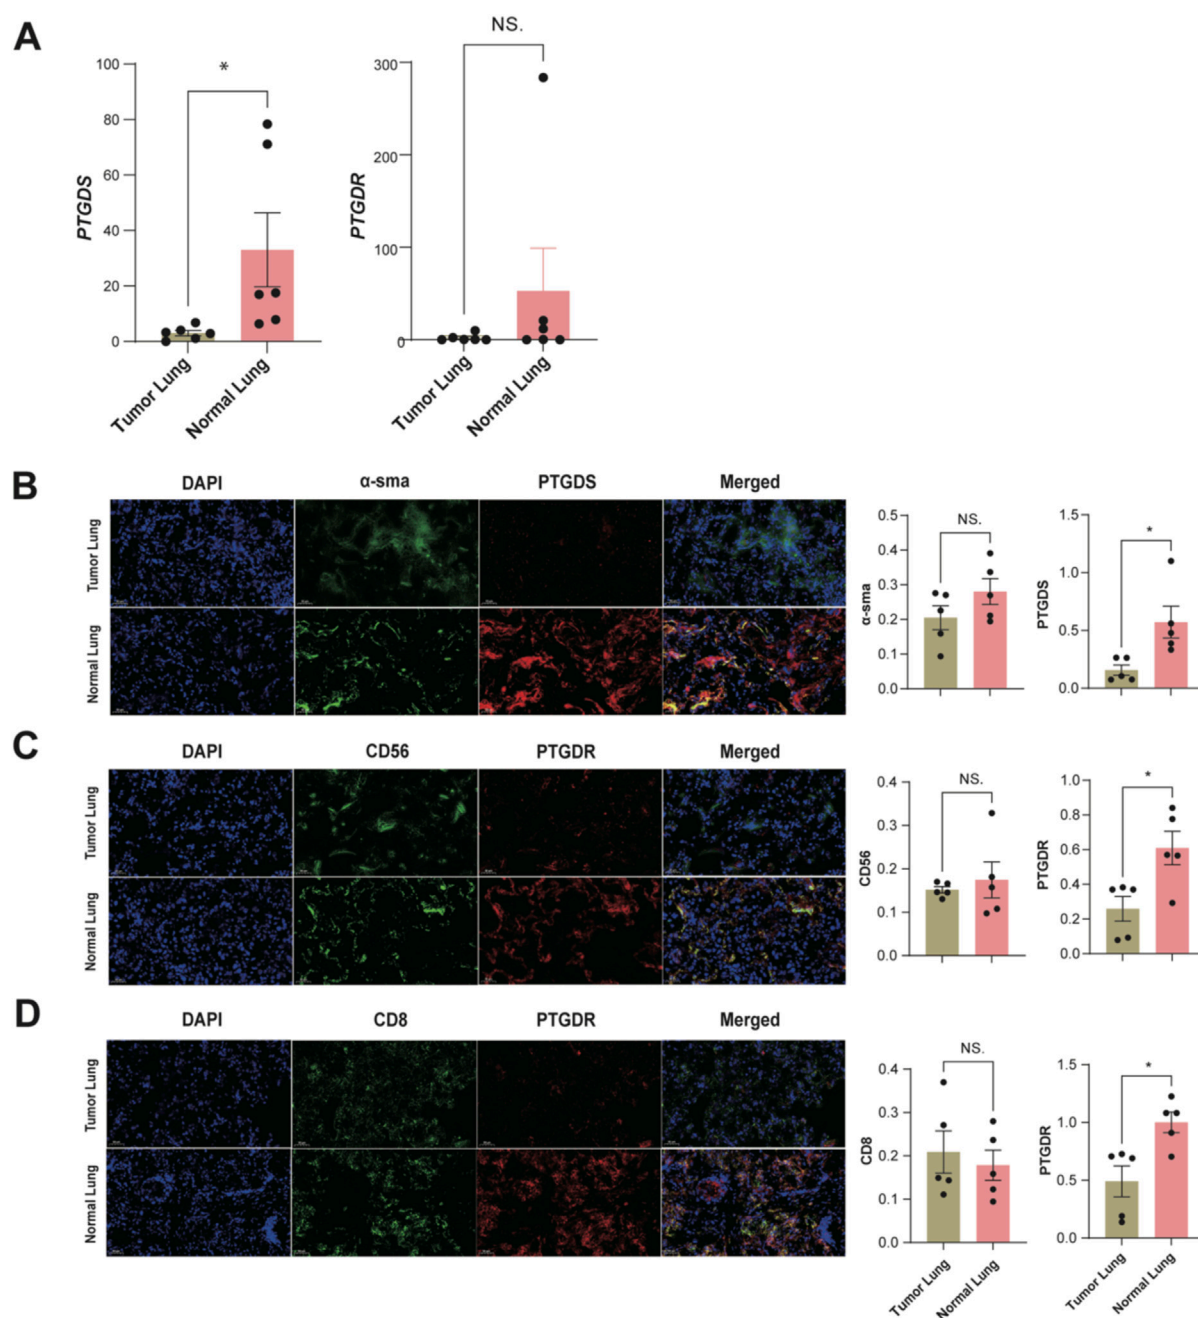 A
NS.
*
100
80
60
40
20
0
PTGDS
Tumor Lung
Normal Lung
300
200
100
0
PTGDR
Tumor Lung
Normal Lung
B
DAPI
α-sma
PTGDS
Merged
Tumor Lung
Normal Lung
0.5
0.4
0.3
0.2
0.1
0.0
α-sma
NS.
1.5
1.0
0.5
0.0
PTGDS
*
C
DAPI
CD56
PTGDR
Merged
Tumor Lung
Normal Lung
0.4
0.3
0.2
0.1
0.0
CD56
NS.
1.0
0.8
0.6
0.4
0.2
0.0
PTGDR
*
D
DAPI
CD8
PTGDR
Merged
Tumor Lung
Normal Lung
0.4
0.3
0.2
0.1
0.0
CD8
NS.
Tumor Lung
Normal Lung
1.5
1.0
0.5
0.0
PTGDR
*
Tumor Lung
Normal Lung